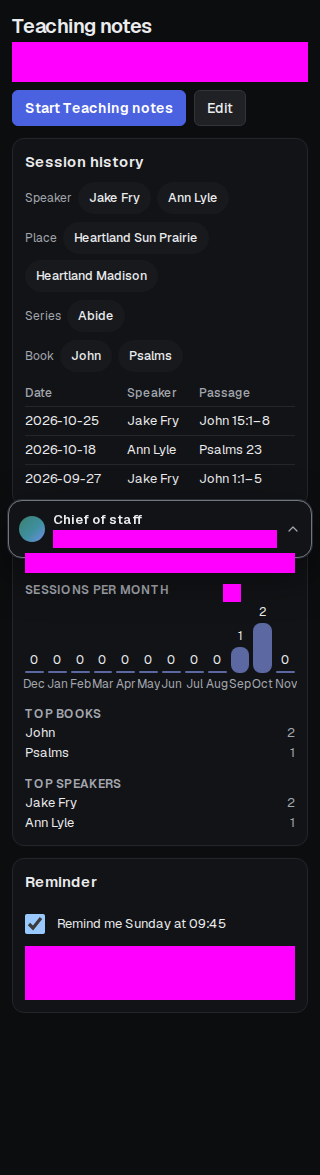 Teaching notes
Start Teaching notes Edit
Session history
Speaker Jake Fry Ann Lyle
Place Heartland Sun Prairie
Heartland Madison
Series Abide
Book John Psalms
Date Speaker Passage
2026-10-25 Jake Fry John 15:1–8
2026-10-18 Ann Lyle Psalms 23
2026-09-27 Jake Fry John 1:1–5
Chief of staff
SESSIONS PER MONTH
0 0 0 0 0 0 0 0 0 1 2 0
Dec Jan Feb Mar Apr May Jun Jul Aug Sep Oct Nov
TOP BOOKS
John 2
Psalms 1
TOP SPEAKERS
Jake Fry 2
Ann Lyle 1
Reminder
Remind me Sunday at 09:45